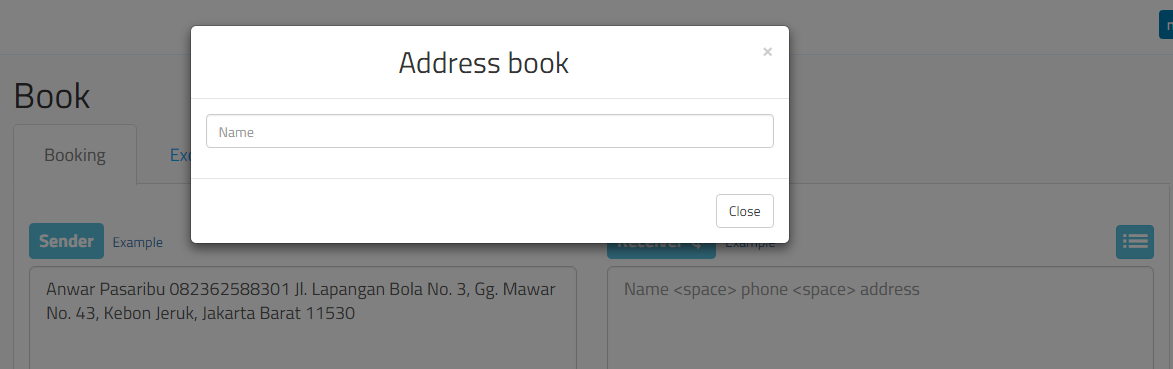 Address book
×
Book
Name
Booking
Close
Sender
Example
Receiver
Example
Anwar Pasaribu 082362588301 Jl. Lapangan Bola No. 3, Gg. Mawar
No. 43, Kebon Jeruk, Jakarta Barat 11530
Name <space> phone <space> address